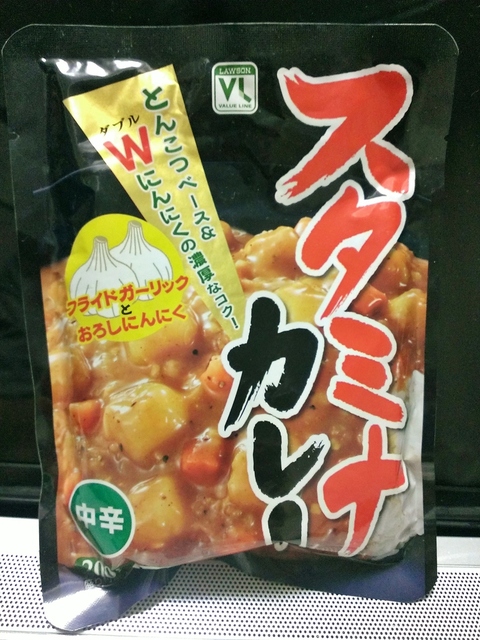 LAWSON
VL
VALUE LINE
スタミナ
カレー
とんこつベース&
ダブル
Wにんにくの濃厚なコク!
フライドガーリック
と
おろしにんにく
中辛